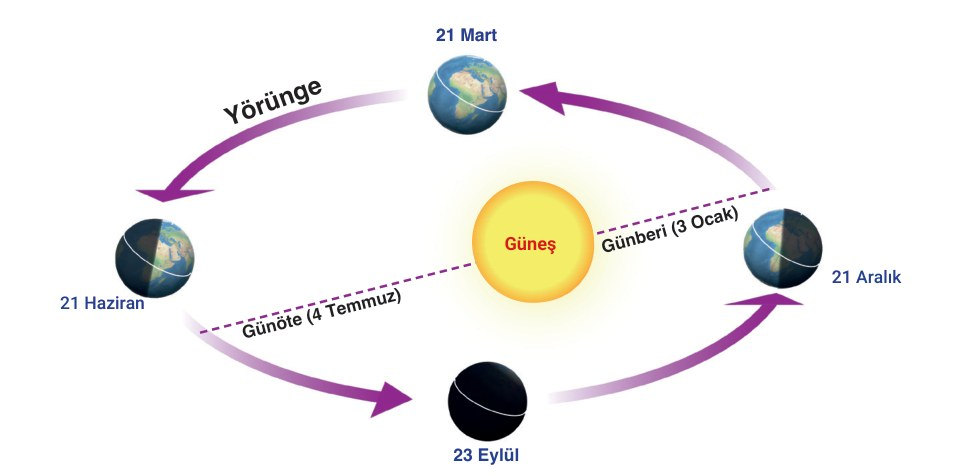 21 Mart
Yörünge
Güneş
Günberi (3 Ocak)
21 Aralık
21 Haziran
Günöte (4 Temmuz)
23 Eylül